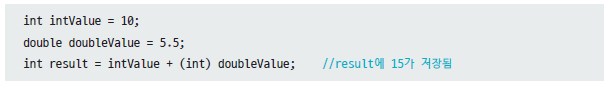 int intValue = 10;
double doubleValue = 5.5;
int result = intValue + (int) doubleValue; //result에 15가 저장됨